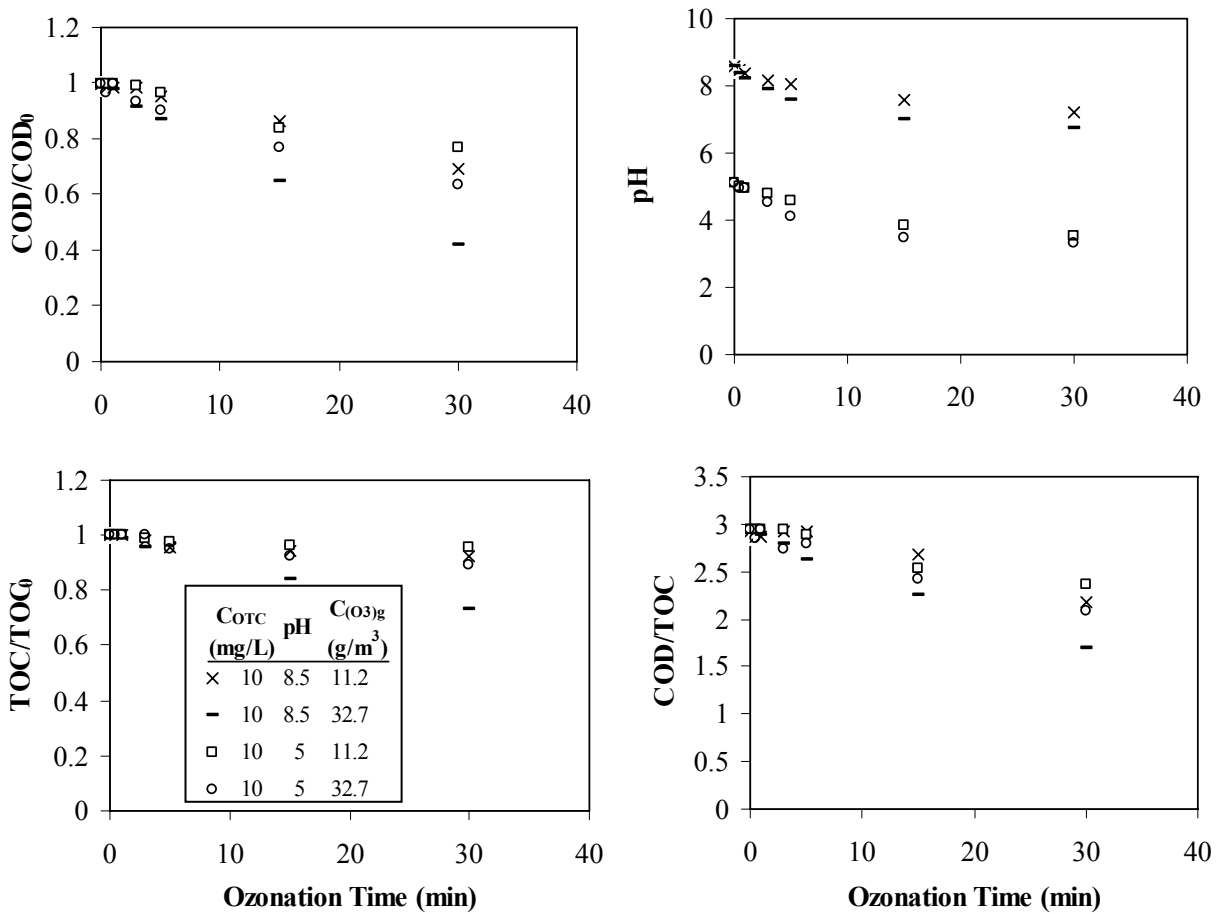 1.2
1
0.8
0.6
0.4
0.2
0
COD/COD0
0 10 20 30 40
10
8
6
4
2
0
pH
0 10 20 30 40
1.2
1
0.8
0.6
0.4
0.2
0
TOC/TOC0
COTC pH C(O3)g
(mg/L) (g/m3)
× 10 8.5 11.2
- 10 8.5 32.7
□ 10 5 11.2
○ 10 5 32.7
0 10 20 30 40
Ozonation Time (min)
3.5
3
2.5
2
1.5
1
0.5
0
COD/TOC
0 10 20 30 40
Ozonation Time (min)